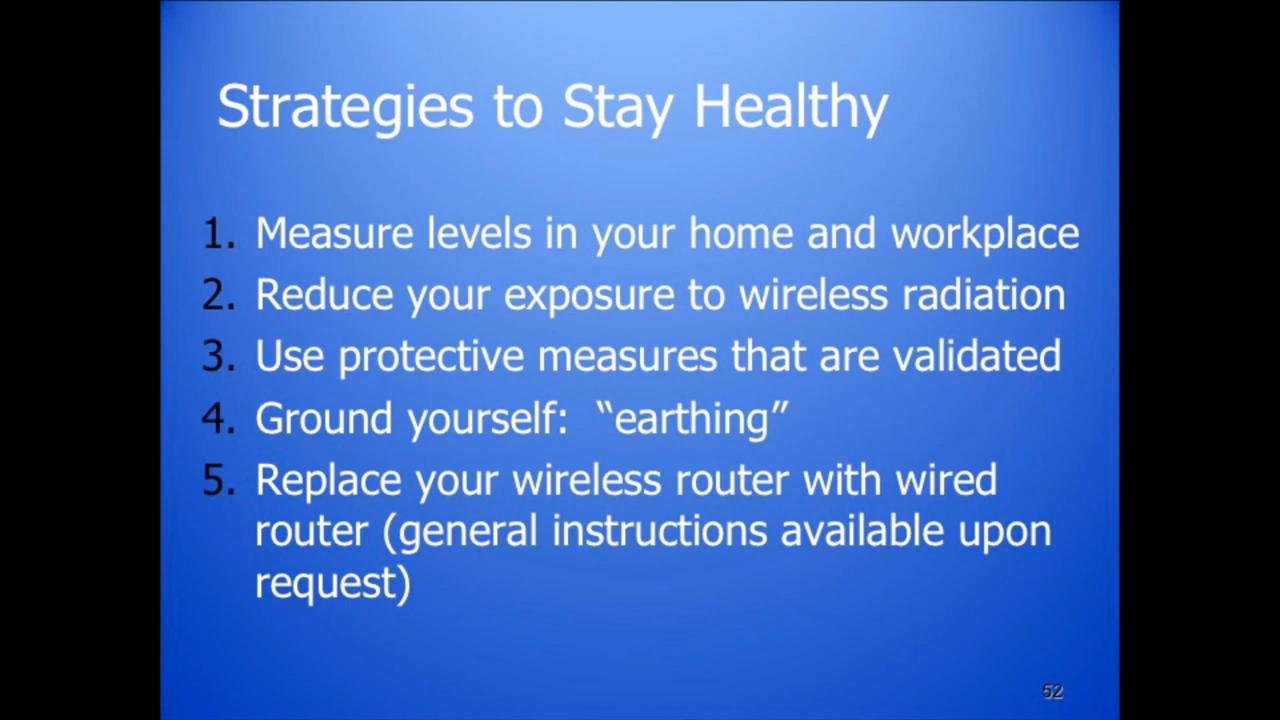 Strategies to Stay Healthy
1. Measure levels in your home and workplace
2. Reduce your exposure to wireless radiation
3. Use protective measures that are validated
4. Ground yourself:  “earthing”
5. Replace your wireless router with wired
router (general instructions available upon
request)
52